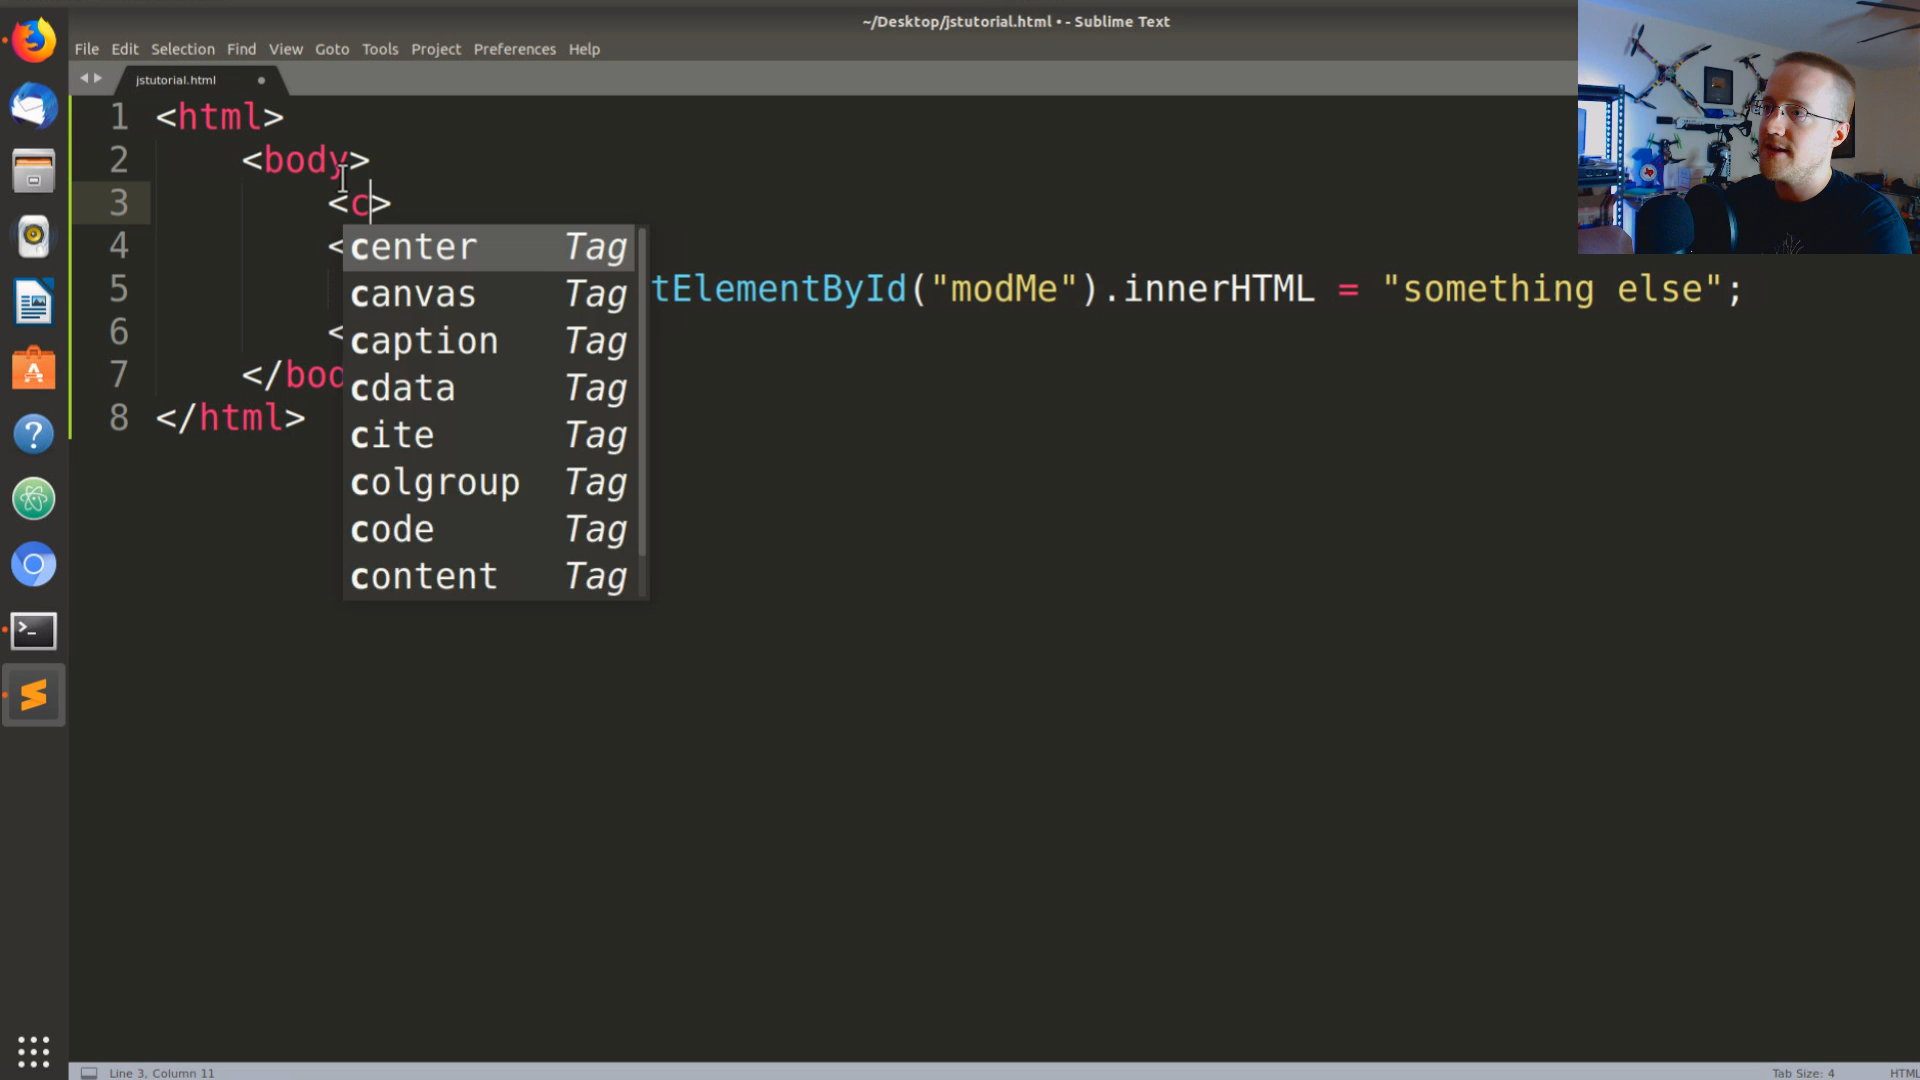 ~/Desktop/jstutorial.html • - Sublime Text
File Edit Selection Find View Goto Tools Project Preferences Help
jstutorial.html
1 <html>
2 <body>
3 <c>
4 <
center Tag
canvas Tag
5 tElementById("modMe").innerHTML = "something else";
caption Tag
6 <
cdata Tag
7 </bod
cite Tag
8 </html>
colgroup Tag
code Tag
content Tag
Line 3, Column 11
Tab Size: 4
HTML